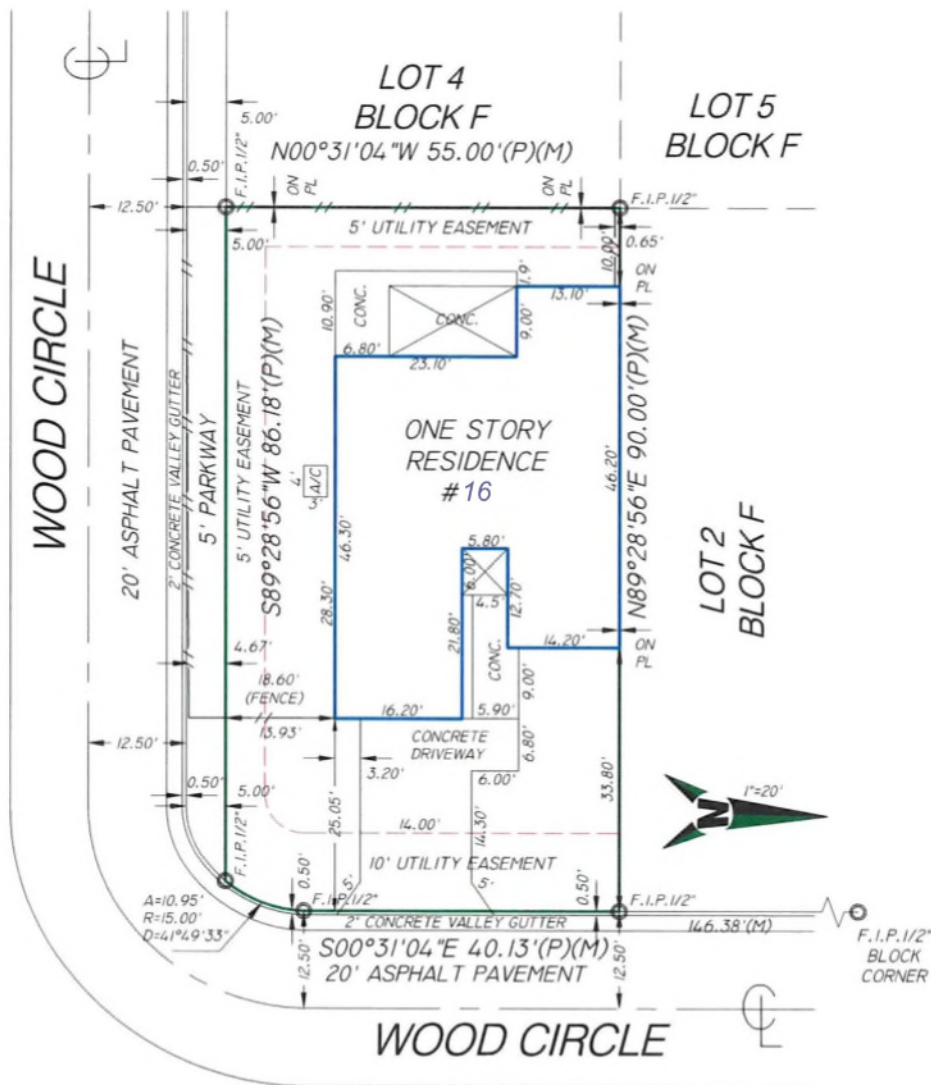 LOT 4
BLOCK F
N00°31'04"W 55.00'(P)(M)
LOT 5
BLOCK F
5.00'
0.50'
F.I.P.1/2"
ON
PL
ON
PL
F.I.P.1/2"
12.50'
5' UTILITY EASEMENT
5.00'
10.00'
0.65'
ON
PL
1.9'
13.10'
CONC.
CONC.
10.90'
9.00'
6.80'
23.10'
WOOD CIRCLE
20' ASPHALT PAVEMENT
2' CONCRETE VALLEY GUTTER
5' PARKWAY
5' UTILITY EASEMENT
S89°28'56"W 86.18'(P)(M)
ONE STORY
RESIDENCE
#16
4'
A/C
3'
46.30'
28.30'
46.20'
N89°28'56"E 90.00'(P)(M)
LOT 2
BLOCK F
5.80'
6.00'
4.5'
12.70'
21.80'
14.20'
ON
PL
CONC.
9.00'
4.67'
18.60'
(FENCE)
13.93'
16.20'
5.90'
CONCRETE
DRIVEWAY
6.80'
12.50'
3.20'
6.00'
33.80'
1"=20'
N
0.50'
5.00'
25.05'
14.00'
14.30'
10' UTILITY EASEMENT
F.I.P.1/2"
0.50'
5'
5'
0.50'
F.I.P.1/2"
F.I.P.1/2"
A=10.95'
R=15.00'
D=41°49'33"
2' CONCRETE VALLEY GUTTER
146.38'(M)
F.I.P.1/2"
BLOCK
CORNER
S00°31'04"E 40.13'(P)(M)
12.50'
20' ASPHALT PAVEMENT
12.50'
WOOD CIRCLE